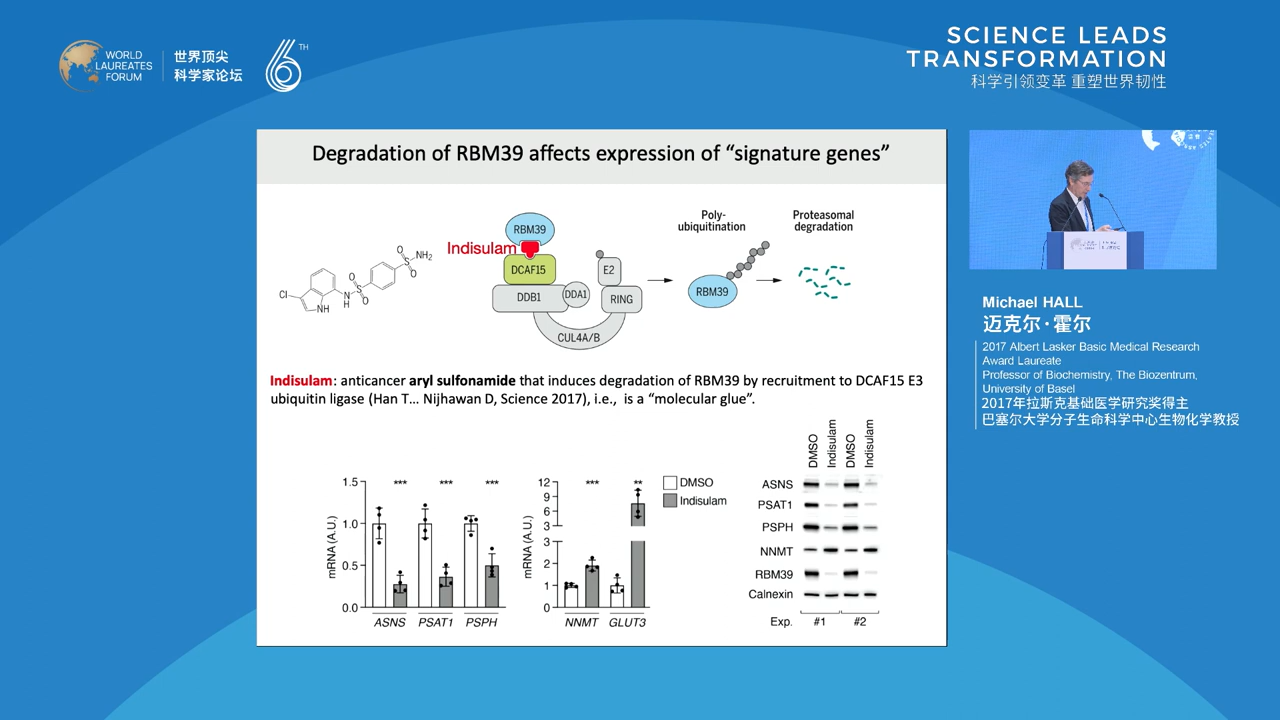 WORLD
LAUREATES
FORUM
世界顶尖
科学家论坛
6TH
SCIENCE LEADS
TRANSFORMATION
科学引领变革 重塑世界韧性
Degradation of RBM39 affects expression of “signature genes”
Cl
NH
N
H
S
O
O
S
O
O
NH2
RBM39
Indisulam
DCAF15
DDB1
DDA1
E2
RING
CUL4A/B
Poly-
ubiquitination
RBM39
Proteasomal
degradation
Indisulam: anticancer aryl sulfonamide that induces degradation of RBM39 by recruitment to DCAF15 E3
ubiquitin ligase (Han T... Nijhawan D, Science 2017), i.e., is a “molecular glue”.
mRNA (A.U.)
1.5
1.0
0.5
0.0
*** *** ***
ASNS PSAT1 PSPH
mRNA (A.U.)
12
9
6
3
3
2
1
0
*** **
NNMT GLUT3
DMSO
Indisulam
DMSO Indisulam DMSO Indisulam
ASNS
PSAT1
PSPH
NNMT
RBM39
Calnexin
Exp. #1 #2
Michael HALL
迈克尔·霍尔
2017 Albert Lasker Basic Medical Research
Award Laureate
Professor of Biochemistry, The Biozentrum,
University of Basel
2017年拉斯克基础医学研究奖得主
巴塞尔大学分子生命科学中心生物化学教授